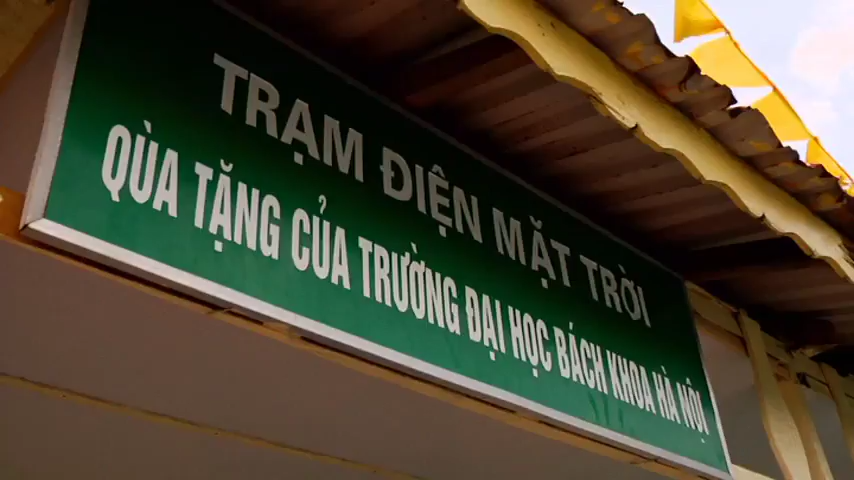 TRẠM ĐIỆN MẶT TRỜI
QÙA TẶNG CỦA TRƯỜNG ĐẠI HỌC BÁCH KHOA HÀ NỘI